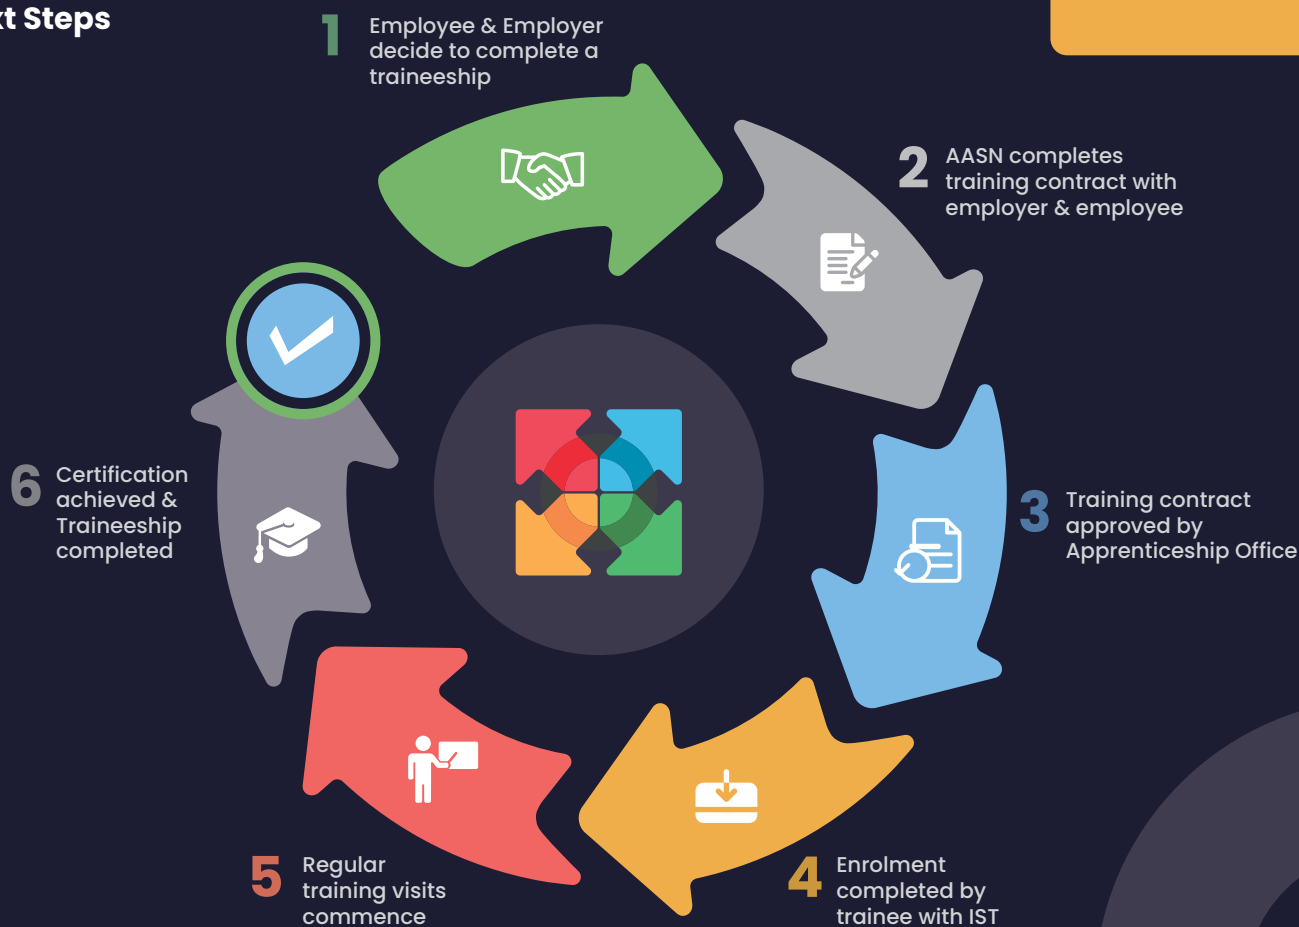 xt Steps
1
Employee & Employer
decide to complete a
traineeship
2
AASN completes
training contract with
employer & employee
3
Training contract
approved by
Apprenticeship Office
4
Enrolment
completed by
trainee with IST
5
Regular
training visits
commence
6
Certification
achieved &
Traineeship
completed